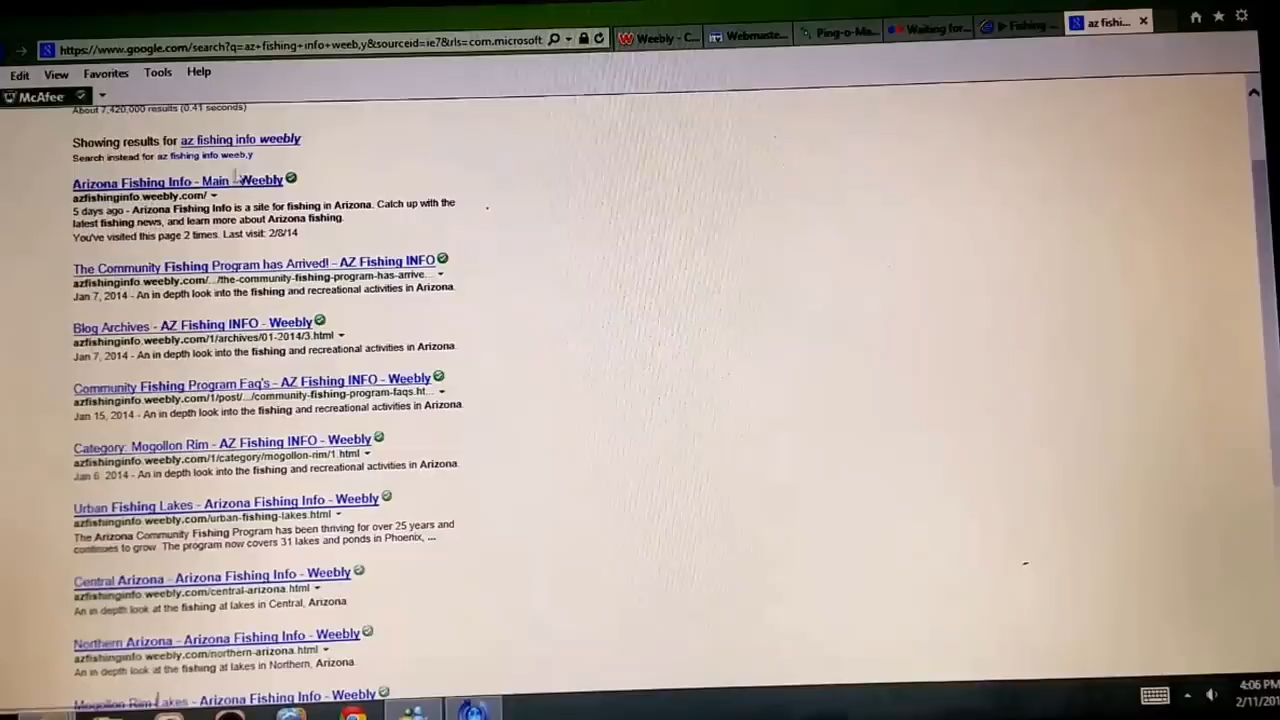 https://www.google.com/search?q=az+fishing+info+weeb,y&sourceid=ie7&rls=com.microsoft
Weebly - C...
Webmaste...
Ping-o-Ma...
Waiting for...
Fishing ...
az fishi...
Edit View Favorites Tools Help
McAfee
About 7,420,000 results (0.41 seconds)
Showing results for az fishing info weebly
Search instead for az fishing info weeb,y
Arizona Fishing Info - Main - Weebly
azfishinginfo.weebly.com/
5 days ago - Arizona Fishing Info is a site for fishing in Arizona. Catch up with the
latest fishing news, and learn more about Arizona fishing.
You've visited this page 2 times. Last visit: 2/8/14
The Community Fishing Program has Arrived! - AZ Fishing INFO
azfishinginfo.weebly.com/.../the-community-fishing-program-has-arrive...
Jan 7, 2014 - An in depth look into the fishing and recreational activities in Arizona.
Blog Archives - AZ Fishing INFO - Weebly
azfishinginfo.weebly.com/1/archives/01-2014/3.html
Jan 7, 2014 - An in depth look into the fishing and recreational activities in Arizona.
Community Fishing Program Faq's - AZ Fishing INFO - Weebly
azfishinginfo.weebly.com/1/post/.../community-fishing-program-faqs.ht...
Jan 15, 2014 - An in depth look into the fishing and recreational activities in Arizona.
Category: Mogollon Rim - AZ Fishing INFO - Weebly
azfishinginfo.weebly.com/1/category/mogollon-rim/1.html
Jan 6, 2014 - An in depth look into the fishing and recreational activities in Arizona.
Urban Fishing Lakes - Arizona Fishing Info - Weebly
azfishinginfo.weebly.com/urban-fishing-lakes.html
The Arizona Community Fishing Program has been thriving for over 25 years and
continues to grow. The program now covers 31 lakes and ponds in Phoenix, ...
Central Arizona - Arizona Fishing Info - Weebly
azfishinginfo.weebly.com/central-arizona.html
An in depth look at the fishing at lakes in Central, Arizona
Northern Arizona - Arizona Fishing Info - Weebly
azfishinginfo.weebly.com/northern-arizona.html
An in depth look at the fishing at lakes in Northern, Arizona.
Mogollon Rim Lakes - Arizona Fishing Info - Weebly
4:06 PM
2/11/201